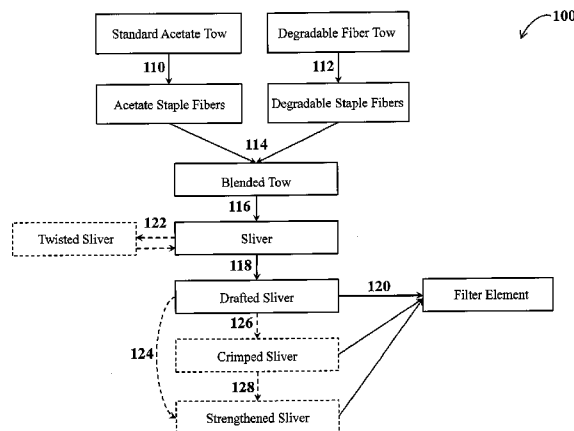 100
Standard Acetate Tow
Degradable Fiber Tow
110
112
Acetate Staple Fibers
Degradable Staple Fibers
114
Blended Tow
116
122
Twisted Sliver
Sliver
118
120
Drafted Sliver
Filter Element
126
124
Crimped Sliver
128
Strengthened Sliver